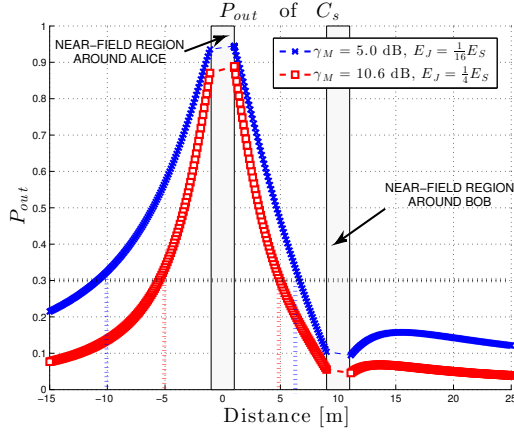 P_out of C_s
NEAR-FIELD REGION
AROUND ALICE
γ_M = 5.0 dB, E_J = 1/16 E_S
γ_M = 10.6 dB, E_J = 1/4 E_S
NEAR-FIELD REGION
AROUND BOB
P_out
1
0.9
0.8
0.7
0.6
0.5
0.4
0.3
0.2
0.1
0
−15 −10 −5 0 5 10 15 20 25
Distance [m]